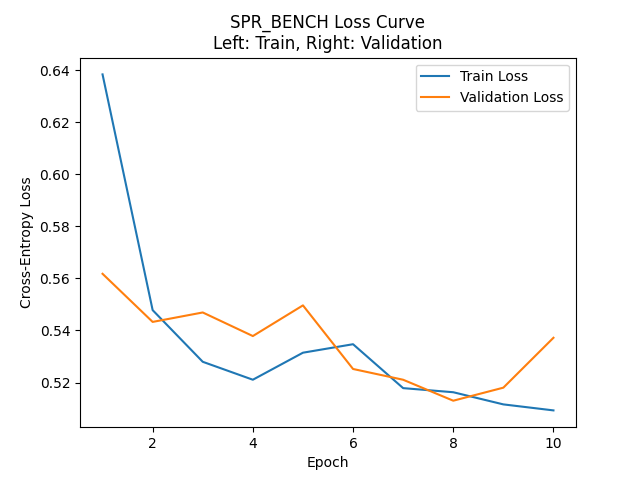 SPR_BENCH Loss Curve
Left: Train, Right: Validation
Train Loss
Validation Loss
Cross-Entropy Loss
0.64
0.62
0.60
0.58
0.56
0.54
0.52
2
4
6
8
10
Epoch